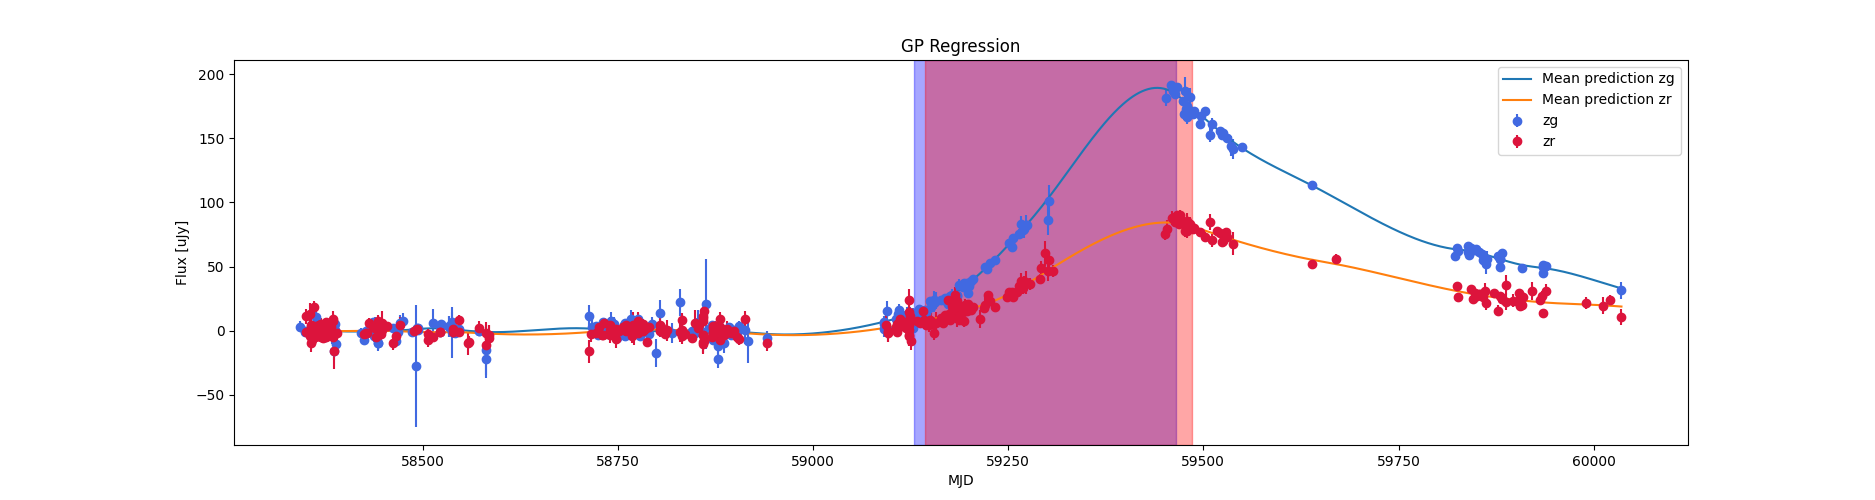 GP Regression
200
150
100
50
0
−50
Flux [uJy]
58500
58750
59000
59250
59500
59750
60000
MJD
Mean prediction zg
Mean prediction zr
zg
zr